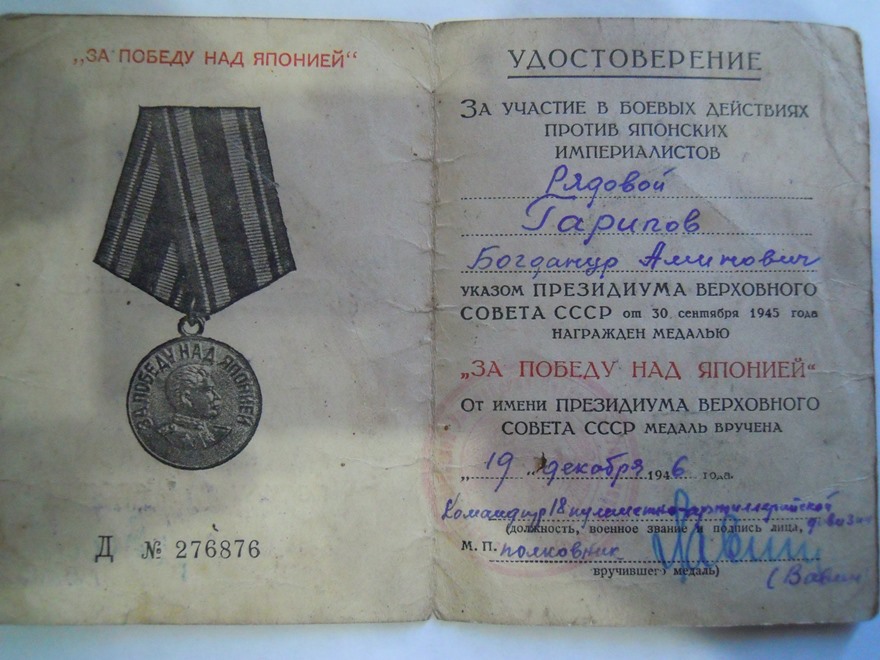 „ЗА ПОБЕДУ НАД ЯПОНИЕЙ“
ЗА ПОБЕДУ НАД ЯПОНИЕЙ
Д № 276876
УДОСТОВЕРЕНИЕ
ЗА УЧАСТИЕ В БОЕВЫХ ДЕЙСТВИЯХ
ПРОТИВ ЯПОНСКИХ
ИМПЕРИАЛИСТОВ
Рядовой
Гарипов
Богданур Аминович
УКАЗОМ ПРЕЗИДИУМА ВЕРХОВНОГО
СОВЕТА СССР от 30 сентября 1945 года
НАГРАЖДЕН МЕДАЛЬЮ
„ЗА ПОБЕДУ НАД ЯПОНИЕЙ“
ОТ ИМЕНИ ПРЕЗИДИУМА ВЕРХОВНОГО
СОВЕТА СССР МЕДАЛЬ ВРУЧЕНА
„19„ декабря 1946 года
Командир 18 пулеметно-артиллерийской дивизии
(должность, военное звание и подпись лица,
М. П. полковник
вручившего медаль)